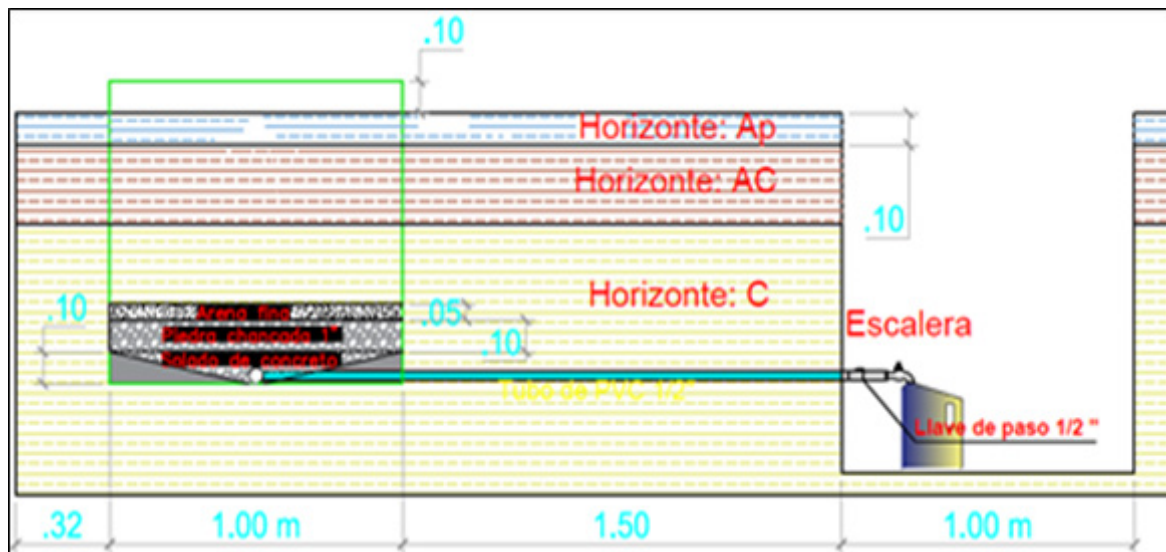 .10
Horizonte: Ap
Horizonte: AC
.10
Horizonte: C
.10
Arena fina
.05
Piedra chancada 1"
.10
Solado de concreto
Escalera
Tubo de PVC 1/2"
Llave de paso 1/2 "
.32
1.00 m
1.50
1.00 m